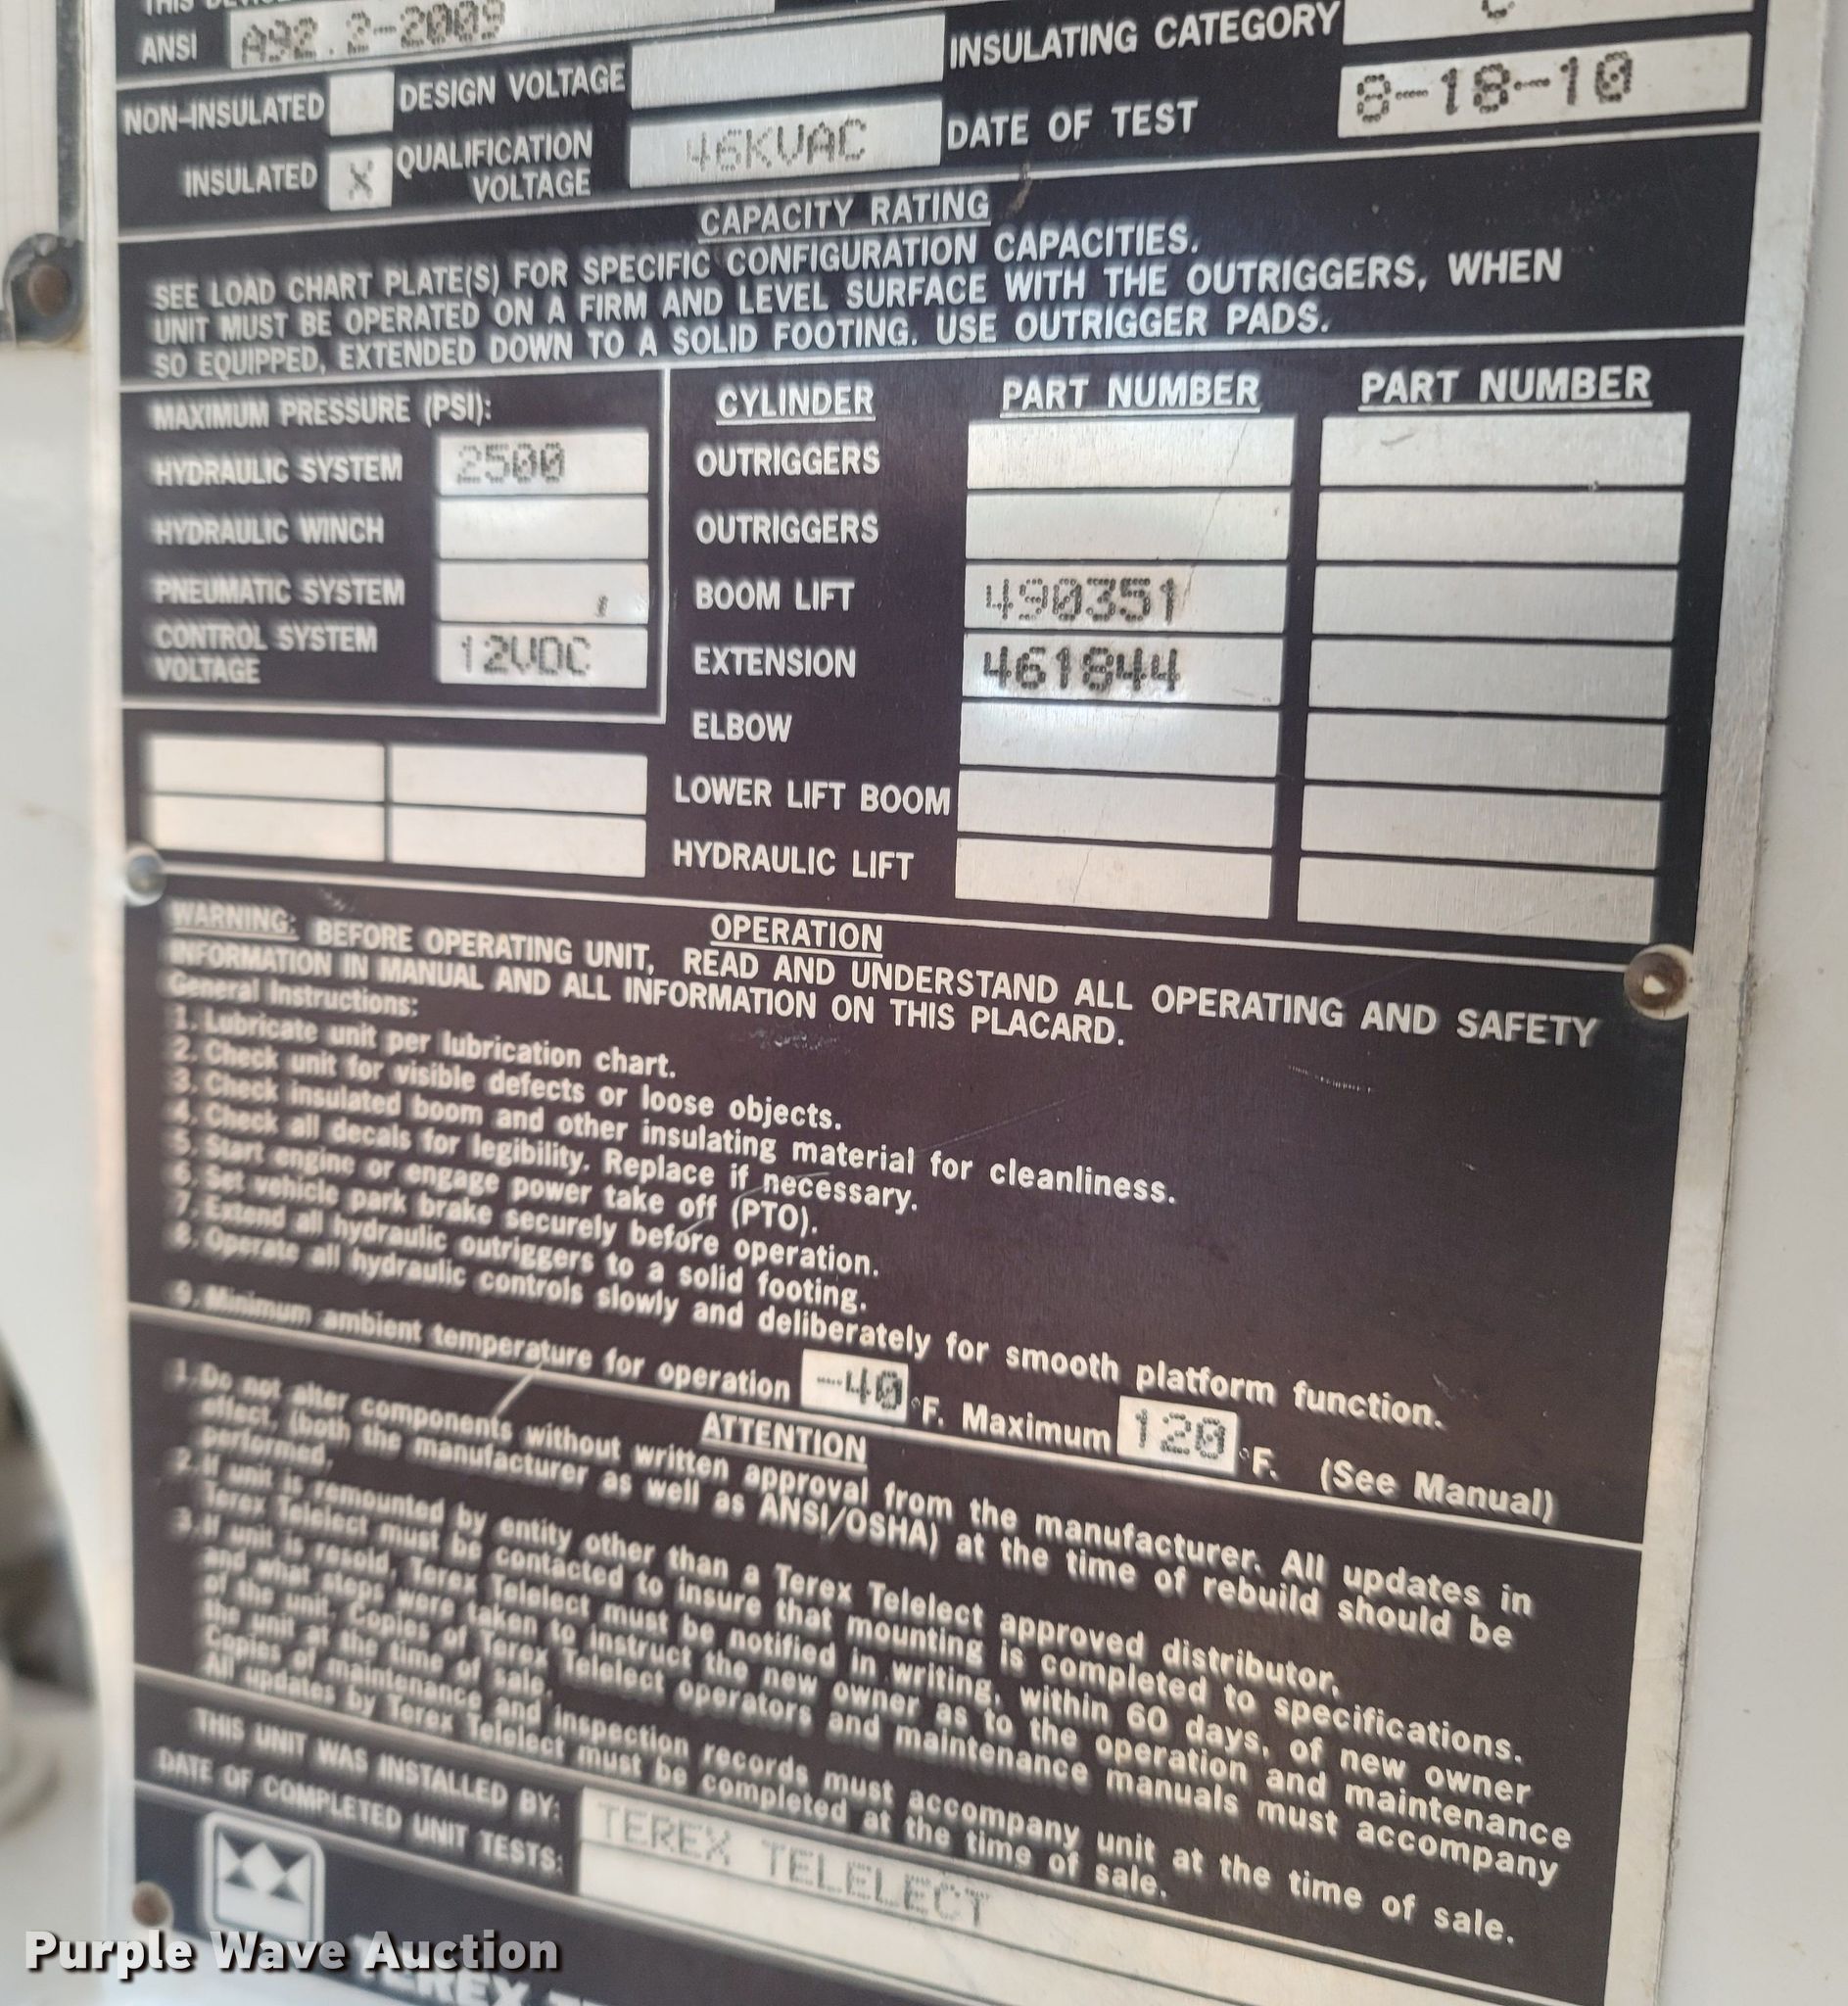 ANSI A92.2-2009
INSULATING CATEGORY C
NON-INSULATED DESIGN VOLTAGE
DATE OF TEST 8-18-10
INSULATED X QUALIFICATION VOLTAGE 46KVAC
CAPACITY RATING
SEE LOAD CHART PLATE(S) FOR SPECIFIC CONFIGURATION CAPACITIES.
UNIT MUST BE OPERATED ON A FIRM AND LEVEL SURFACE WITH THE OUTRIGGERS, WHEN
SO EQUIPPED, EXTENDED DOWN TO A SOLID FOOTING. USE OUTRIGGER PADS.
MAXIMUM PRESSURE (PSI):
HYDRAULIC SYSTEM 2500
HYDRAULIC WINCH
PNEUMATIC SYSTEM
CONTROL SYSTEM
VOLTAGE 12VDC
CYLINDER PART NUMBER PART NUMBER
OUTRIGGERS
OUTRIGGERS
BOOM LIFT 490351
EXTENSION 461844
ELBOW
LOWER LIFT BOOM
HYDRAULIC LIFT
OPERATION
WARNING: BEFORE OPERATING UNIT, READ AND UNDERSTAND ALL OPERATING AND SAFETY
INFORMATION IN MANUAL AND ALL INFORMATION ON THIS PLACARD.
General Instructions:
1. Lubricate unit per lubrication chart.
2. Check unit for visible defects or loose objects.
3. Check insulated boom and other insulating material for cleanliness.
4. Check all decals for legibility. Replace if necessary.
5. Start engine or engage power take off (PTO).
6. Set vehicle park brake securely before operation.
7. Extend all hydraulic outriggers to a solid footing.
8. Operate all hydraulic controls slowly and deliberately for smooth platform function.
9. Minimum ambient temperature for operation -40 °F. Maximum 120 °F. (See Manual)
ATTENTION
1. Do not alter components without written approval from the manufacturer. All updates in
effect, (both the manufacturer as well as ANSI/OSHA) at the time of rebuild should be
performed.
2. If unit is remounted by entity other than a Terex Telelect approved distributor,
Terex Telelect must be contacted to insure that mounting is completed to specifications.
3. If unit is resold, Terex Telelect must be notified in writing, within 60 days, of new owner
and what steps were taken to instruct the new owner as to the operation and maintenance
of the unit. Copies of Terex Telelect operators and maintenance manuals must accompany
the unit at the time of sale.
Copies of maintenance and inspection records must accompany unit at the time of sale.
All updates by Terex Telelect must be completed at the time of sale.
THIS UNIT WAS INSTALLED BY: TEREX TELELECT
DATE OF COMPLETED UNIT TESTS:
TEREX
Purple Wave Auction